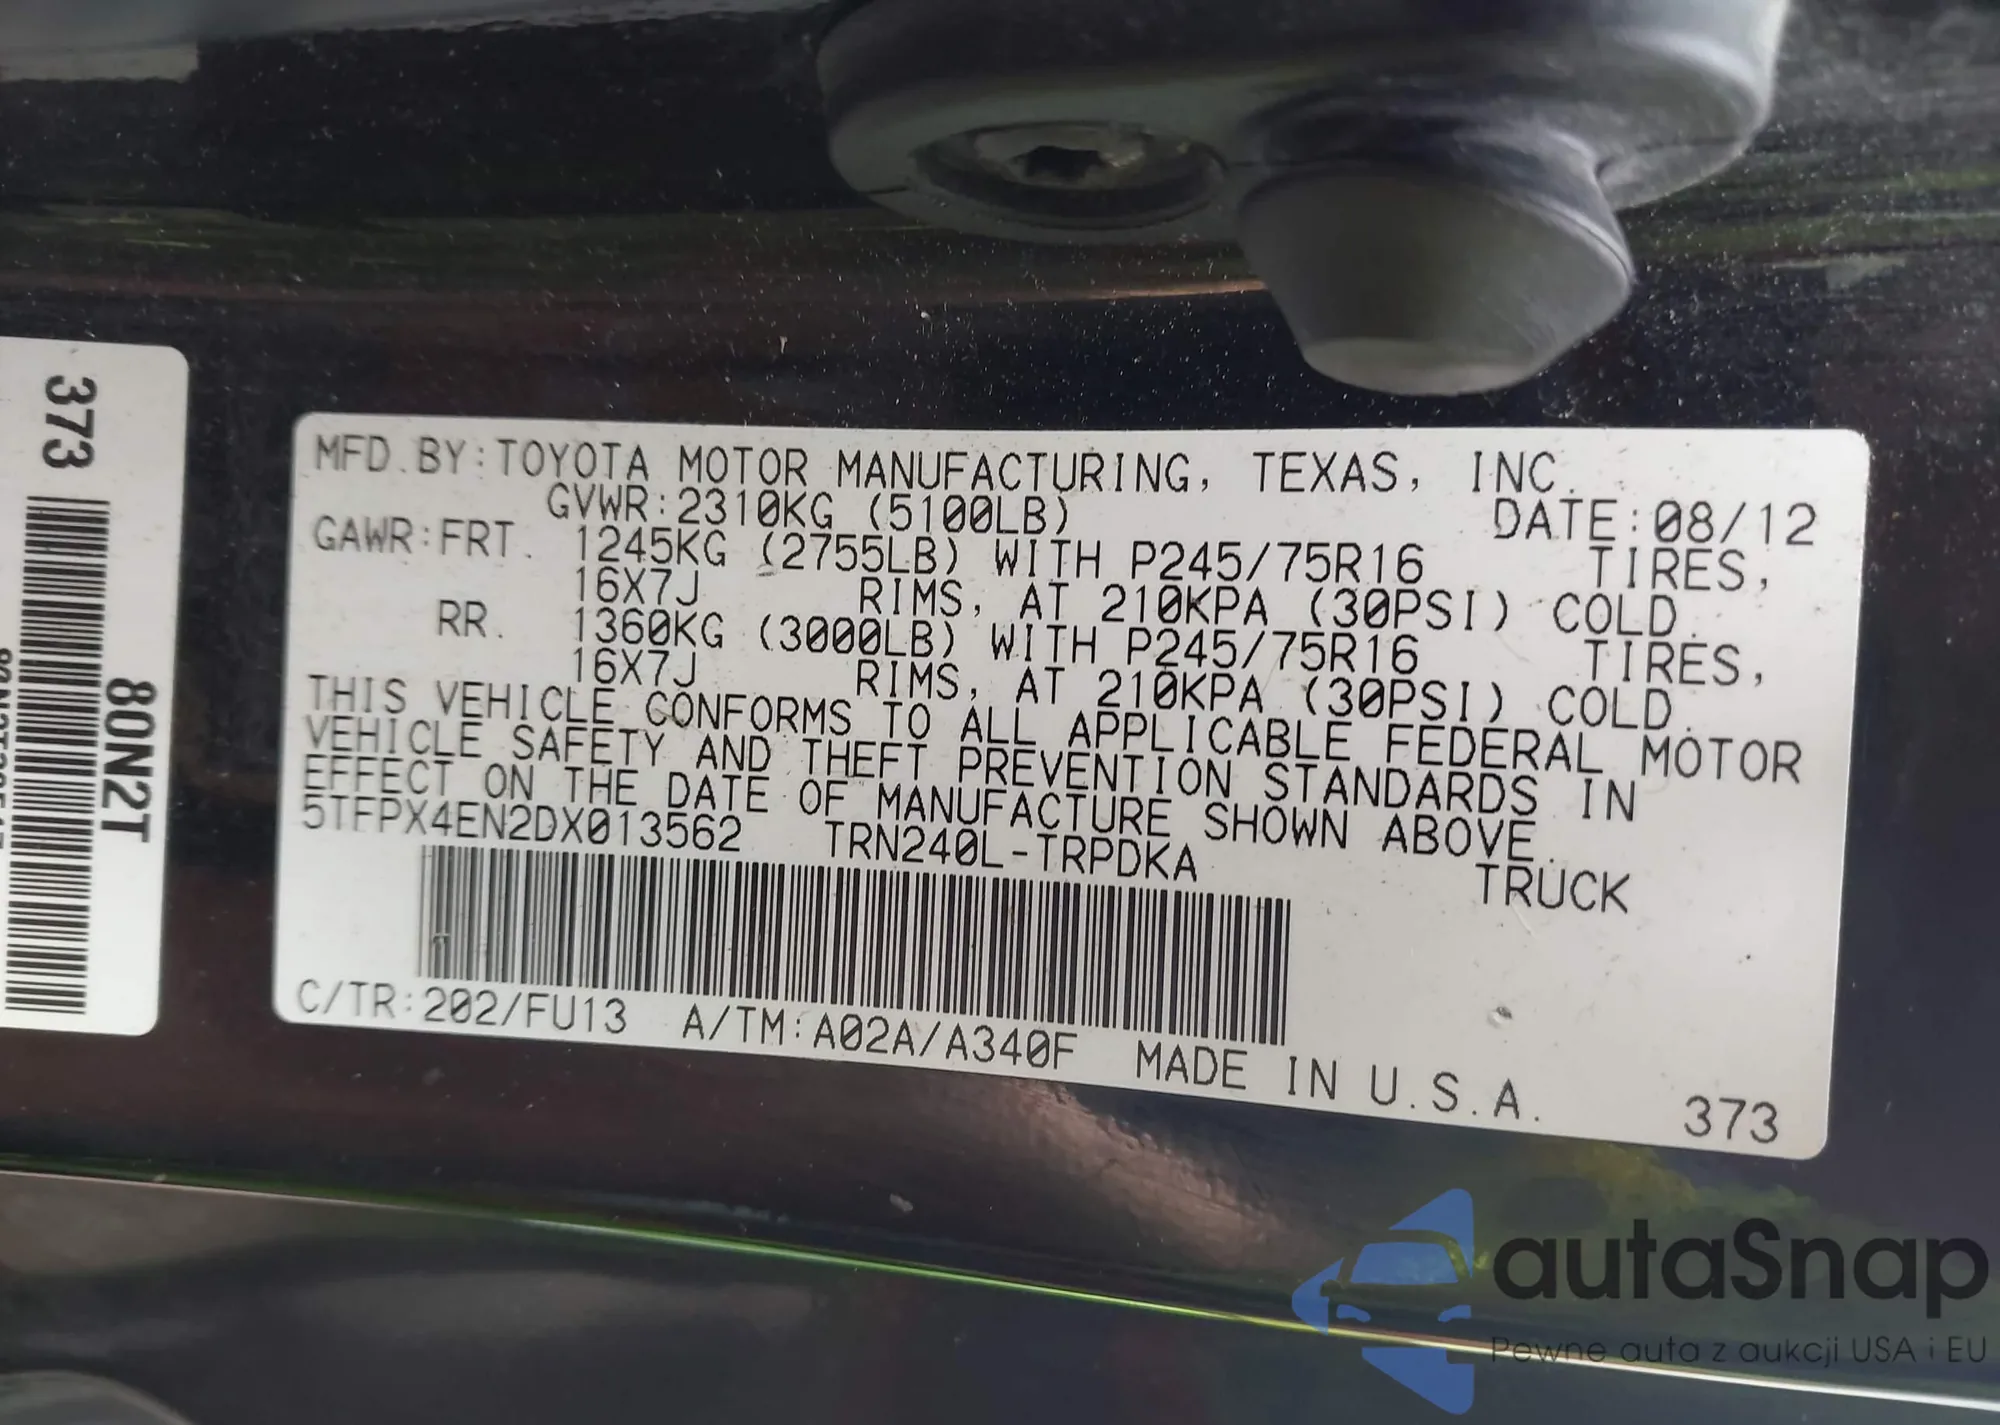 373
80N2T
MFD.BY:TOYOTA MOTOR MANUFACTURING, TEXAS, INC.
GVWR:2310KG (5100LB) DATE:08/12
GAWR:FRT. 1245KG (2755LB) WITH P245/75R16 TIRES,
16X7J RIMS, AT 210KPA (30PSI) COLD.
RR. 1360KG (3000LB) WITH P245/75R16 TIRES,
16X7J RIMS, AT 210KPA (30PSI) COLD.
THIS VEHICLE CONFORMS TO ALL APPLICABLE FEDERAL MOTOR
VEHICLE SAFETY AND THEFT PREVENTION STANDARDS IN
EFFECT ON THE DATE OF MANUFACTURE SHOWN ABOVE.
5TFPX4EN2DX013562 TRN240L-TRPDKA TRUCK
C/TR:202/FU13 A/TM:A02A/A340F MADE IN U.S.A.
373
autaSnap
Pewne auta z aukcji USA i EU